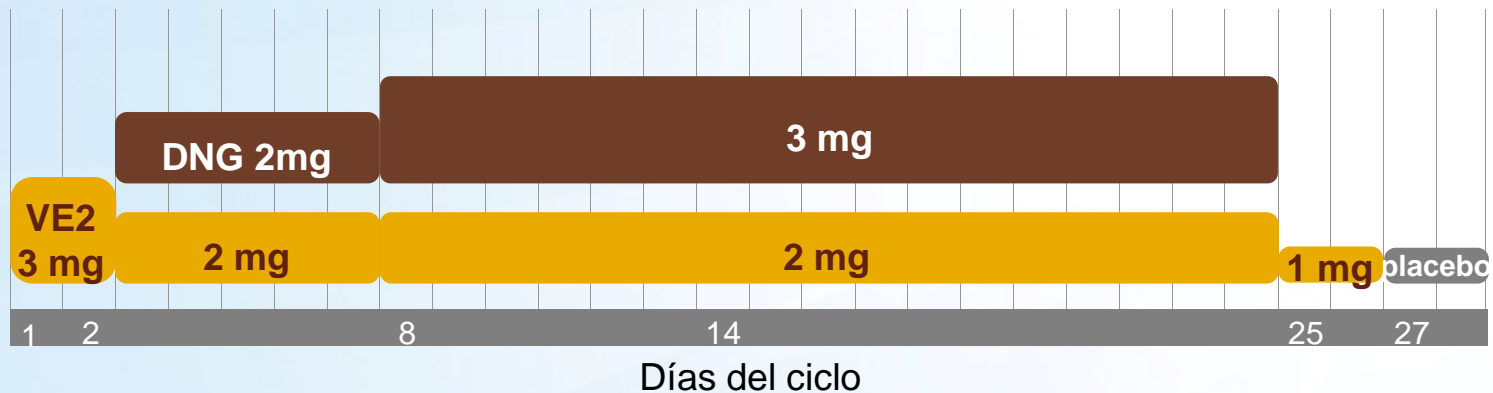 DNG 2mg
3 mg
VE2
3 mg
2 mg
2 mg
1 mg
placebo
1 2 8 14 25 27
Días del ciclo